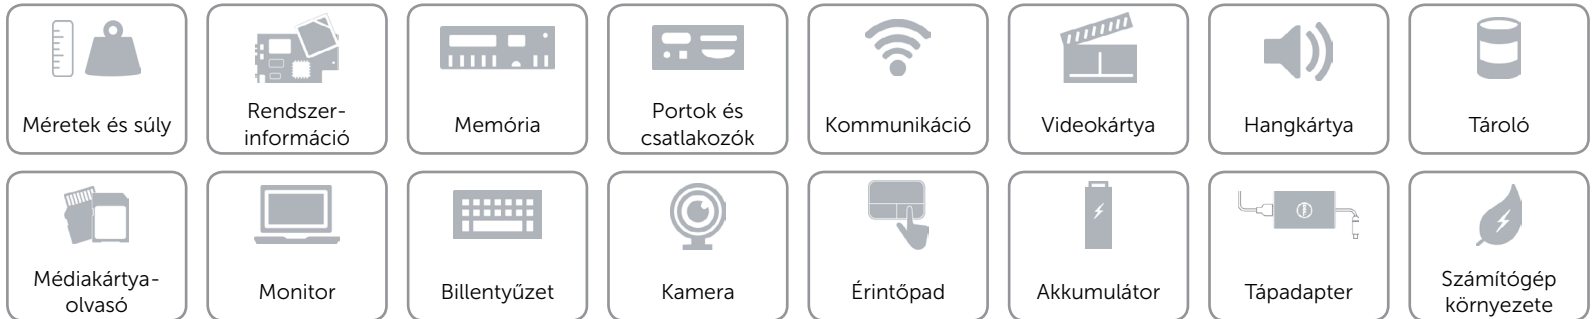 Méretek és súly
Rendszer-
információ
Memória
Portok és
csatlakozók
Kommunikáció
Videokártya
Hangkártya
Tároló
Médiakártya-
olvasó
Monitor
Billentyűzet
Kamera
Érintőpad
Akkumulátor
Tápadapter
Számítógép
környezete